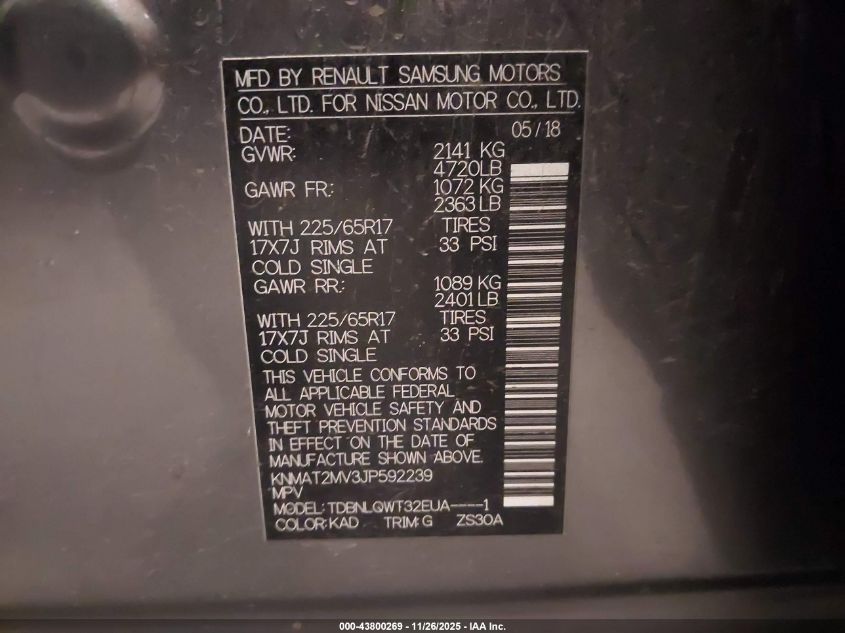 MFD BY RENAULT SAMSUNG MOTORS
CO., LTD. FOR NISSAN MOTOR CO., LTD.
DATE: 05/18
GVWR: 2141 KG
4720LB
GAWR FR.: 1072 KG
2363 LB
WITH 225/65R17 TIRES
17X7J RIMS AT 33 PSI
COLD SINGLE
GAWR RR.: 1089 KG
2401 LB
WITH 225/65R17 TIRES
17X7J RIMS AT 33 PSI
COLD SINGLE
THIS VEHICLE CONFORMS TO
ALL APPLICABLE FEDERAL
MOTOR VEHICLE SAFETY AND
THEFT PREVENTION STANDARDS
IN EFFECT ON THE DATE OF
MANUFACTURE SHOWN ABOVE.
KNMAT2MV3JP592239
MPV
MODEL: TDBNLQWT32EUA----1
COLOR: KAD TRIM: G ZS30A
000-43800269 - 11/26/2025 - IAA Inc.